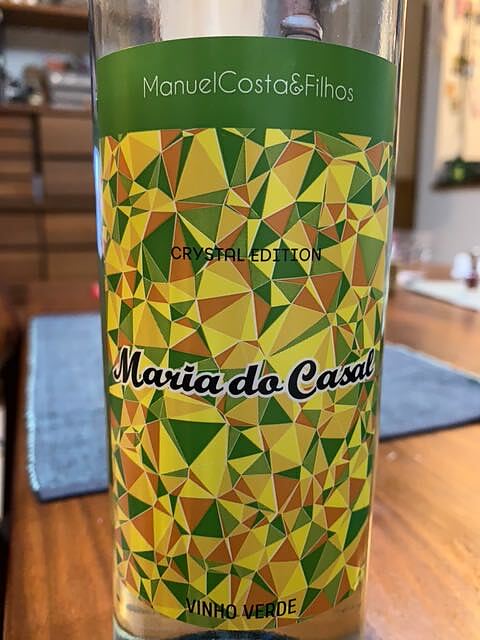 ManuelCosta&Filhos
CRYSTAL EDITION
Maria do Casal
VINHO VERDE